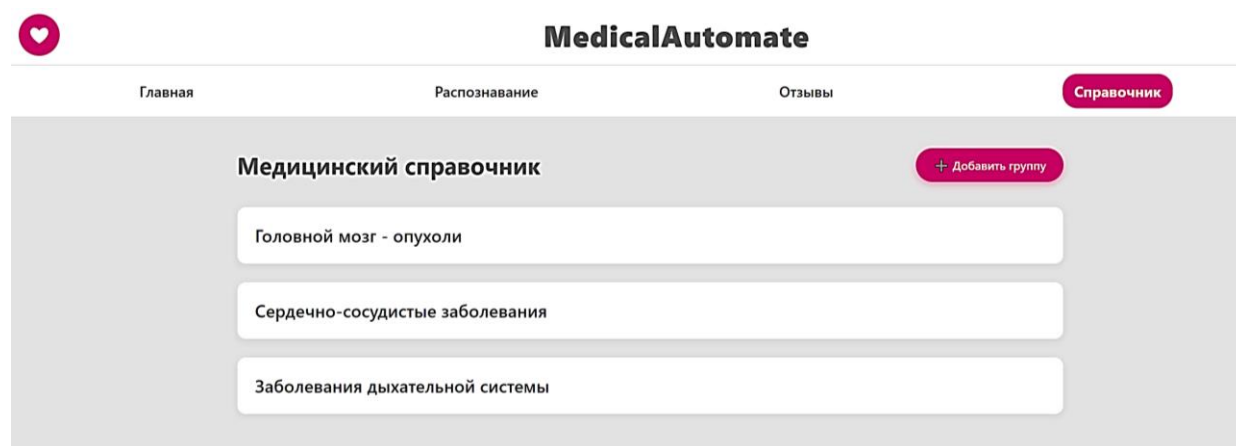 MedicalAutomate
Главная Распознавание Отзывы Справочник
Медицинский справочник + Добавить группу
Головной мозг - опухоли
Сердечно-сосудистые заболевания
Заболевания дыхательной системы